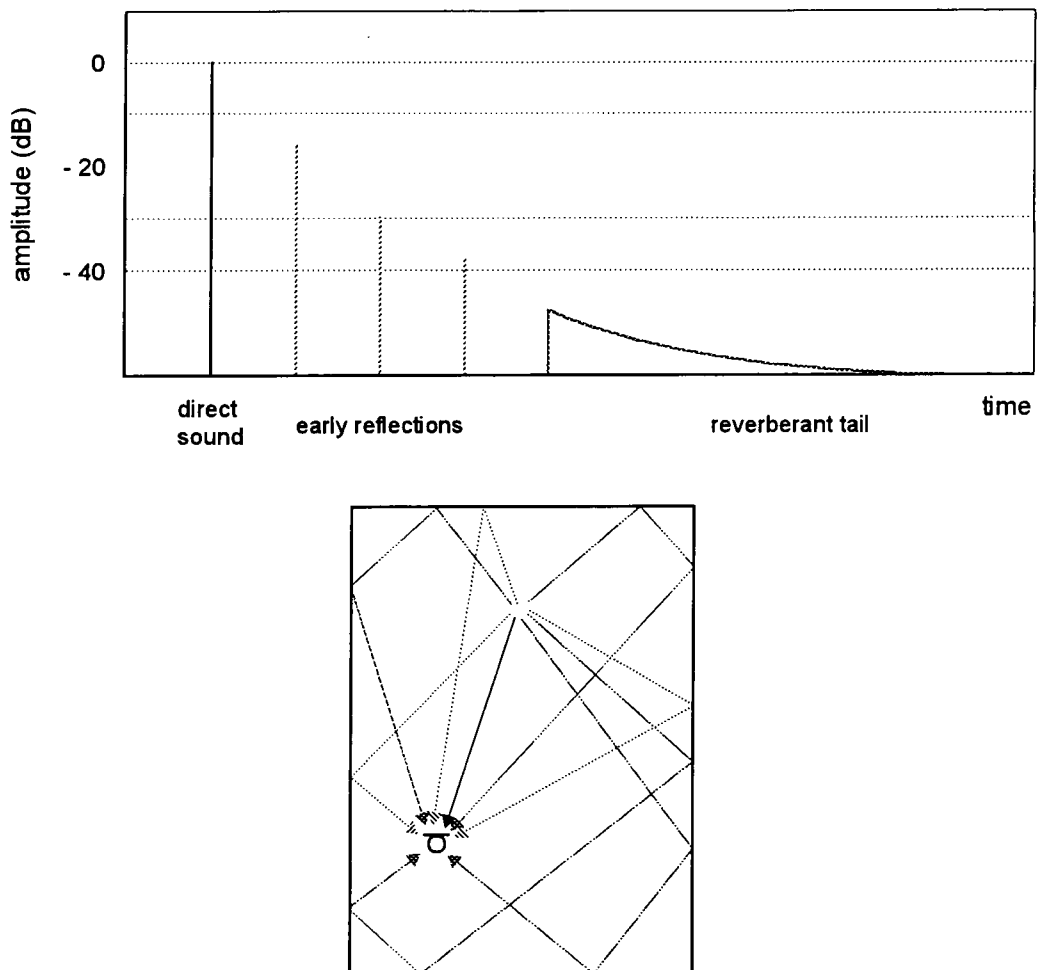 amplitude (dB)
0
- 20
- 40
direct
sound
early reflections
reverberant tail
time